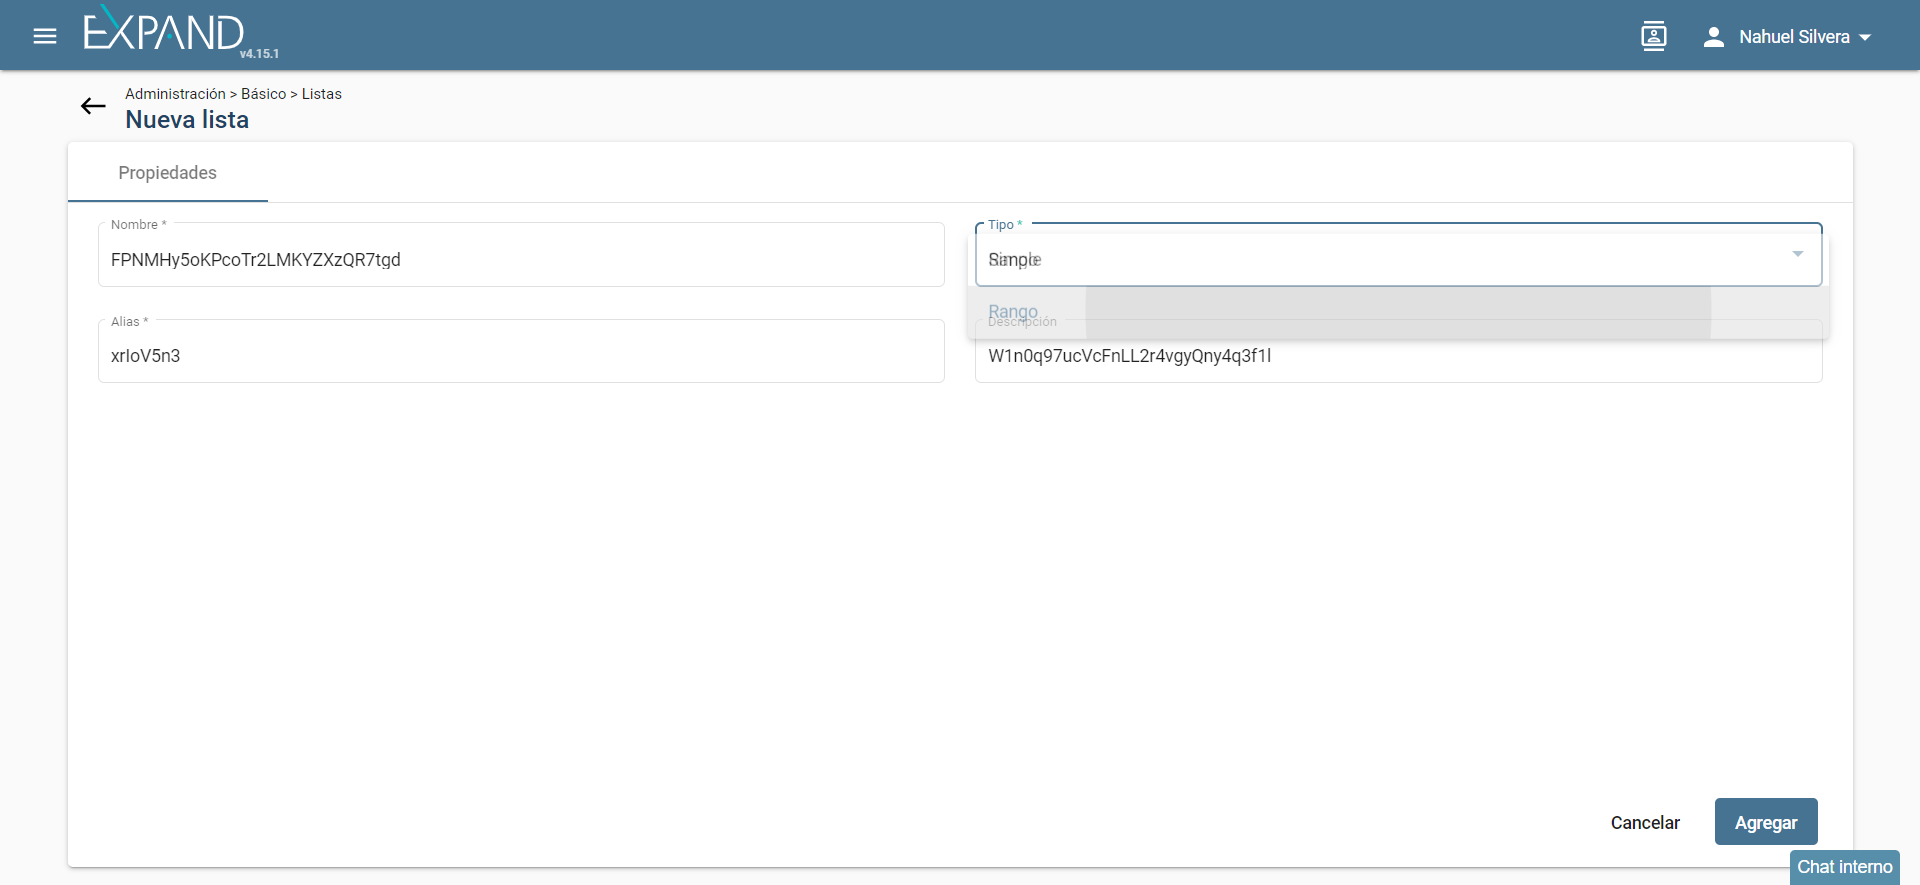 EXPAND
v4.15.1
Nahuel Silvera
Administración > Básico > Listas
Nueva lista
Propiedades
Nombre *
FPNMHy5oKPcoTr2LMKYZXzQR7tgd
Tipo *
Simple
Rango
Alias *
xrIoV5n3
Descripción
W1n0q97ucVcFnLL2r4vgyQny4q3f1l
Cancelar
Agregar
Chat interno